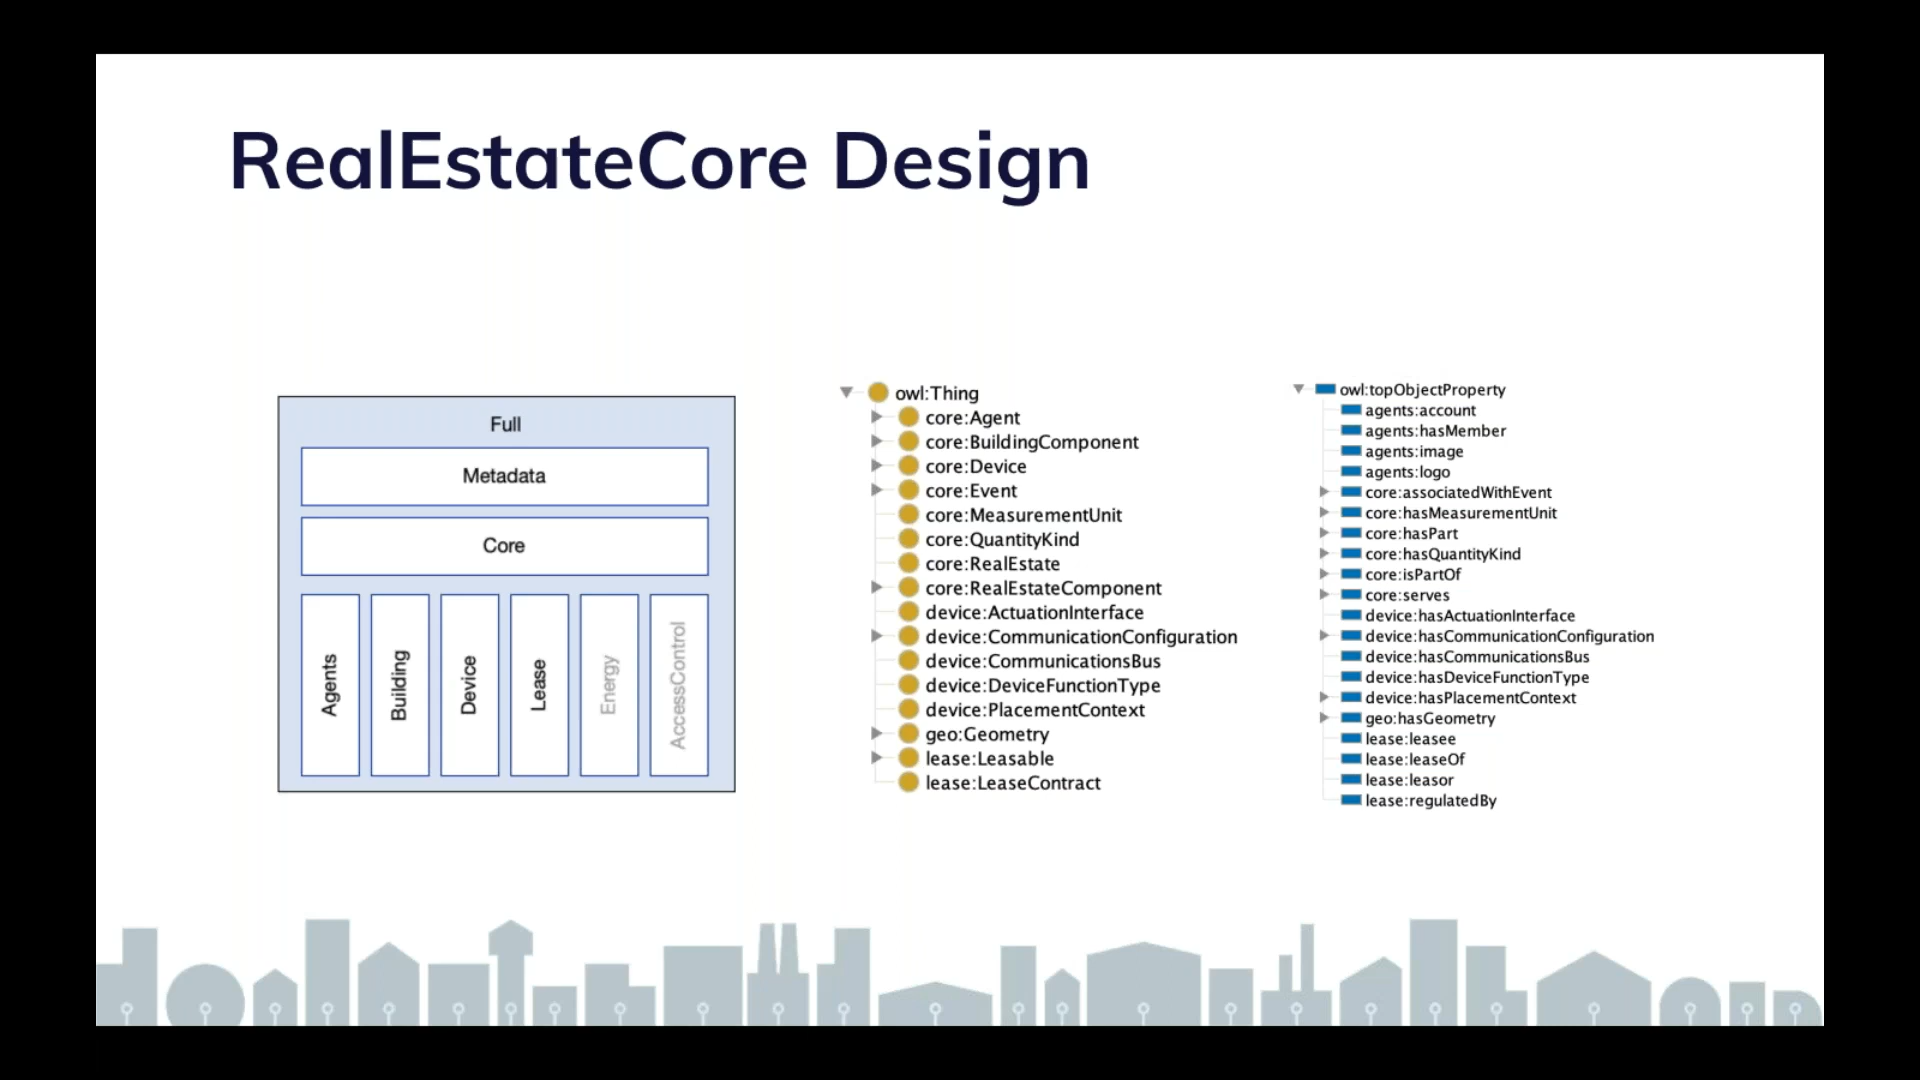 RealEstateCore Design
Full
Metadata
Core
Agents
Building
Device
Lease
Energy
AccessControl
owl:Thing
core:Agent
core:BuildingComponent
core:Device
core:Event
core:MeasurementUnit
core:QuantityKind
core:RealEstate
core:RealEstateComponent
device:ActuationInterface
device:CommunicationConfiguration
device:CommunicationsBus
device:DeviceFunctionType
device:PlacementContext
geo:Geometry
lease:Leasable
lease:LeaseContract
owl:topObjectProperty
agents:account
agents:hasMember
agents:image
agents:logo
core:associatedWithEvent
core:hasMeasurementUnit
core:hasPart
core:hasQuantityKind
core:isPartOf
core:serves
device:hasActuationInterface
device:hasCommunicationConfiguration
device:hasCommunicationsBus
device:hasDeviceFunctionType
device:hasPlacementContext
geo:hasGeometry
lease:leasee
lease:leaseOf
lease:leasor
lease:regulatedBy